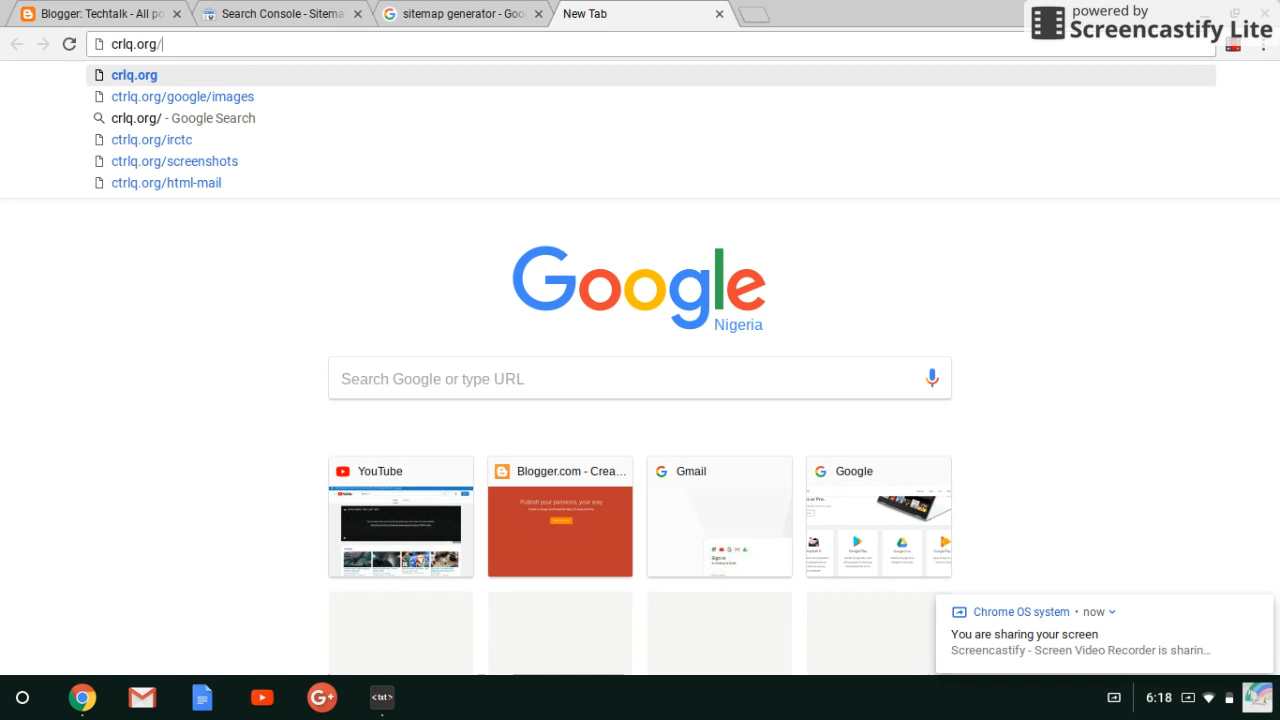 Blogger: Techtalk - All po
Search Console - Sitema
sitemap generator - Goo
New Tab
powered by
Screencastify Lite
crlq.org/
crlq.org
ctrlq.org/google/images
crlq.org/ - Google Search
ctrlq.org/irctc
ctrlq.org/screenshots
ctrlq.org/html-mail
Google
Nigeria
Search Google or type URL
YouTube
Blogger.com - Crea...
Gmail
Google
Publish your passions, your way
Sign in
Chrome OS system • now
You are sharing your screen
Screencastify - Screen Video Recorder is sharin...
<txt>
6:18